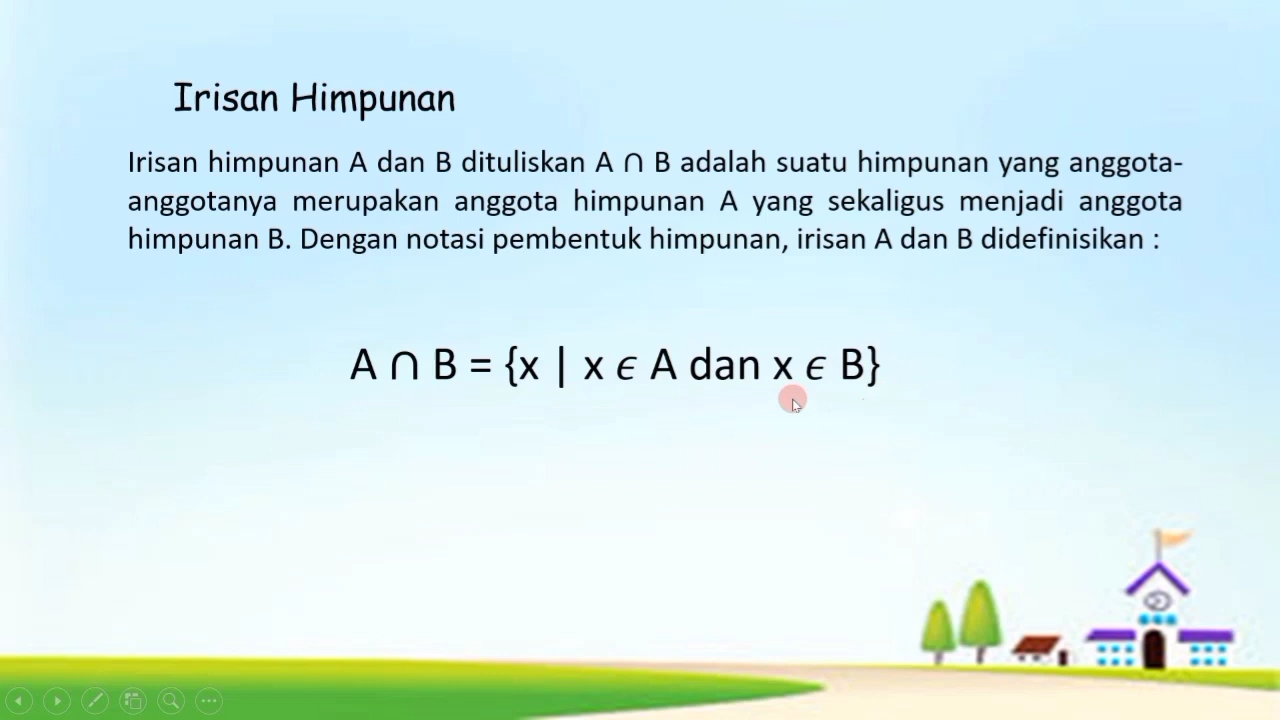 Irisan Himpunan
Irisan himpunan A dan B dituliskan A ∩ B adalah suatu himpunan yang anggota-
anggotanya merupakan anggota himpunan A yang sekaligus menjadi anggota
himpunan B. Dengan notasi pembentuk himpunan, irisan A dan B didefinisikan :
A ∩ B = {x | x ϵ A dan x ϵ B}